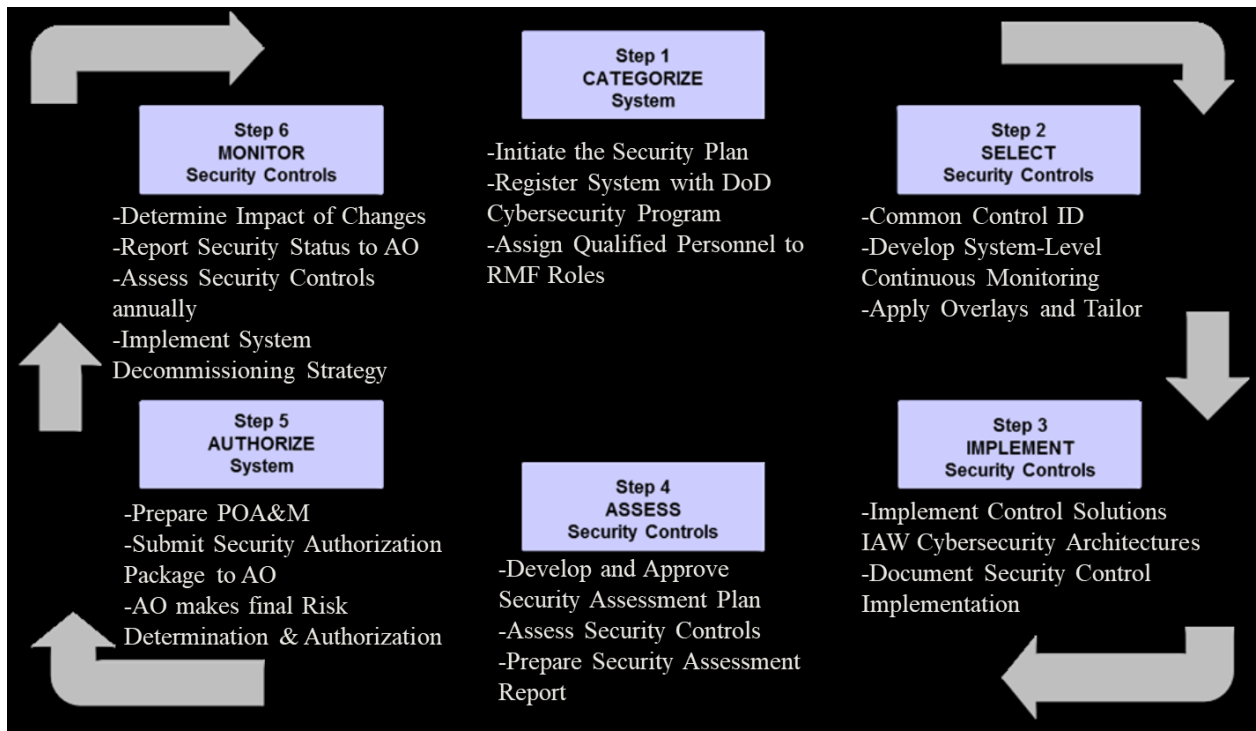 Step 1
CATEGORIZE
System
-Initiate the Security Plan
-Register System with DoD
Cybersecurity Program
-Assign Qualified Personnel to
RMF Roles
Step 2
SELECT
Security Controls
-Common Control ID
-Develop System-Level
Continuous Monitoring
-Apply Overlays and Tailor
Step 3
IMPLEMENT
Security Controls
-Implement Control Solutions
IAW Cybersecurity Architectures
-Document Security Control
Implementation
Step 4
ASSESS
Security Controls
-Develop and Approve
Security Assessment Plan
-Assess Security Controls
-Prepare Security Assessment
Report
Step 5
AUTHORIZE
System
-Prepare POA&M
-Submit Security Authorization
Package to AO
-AO makes final Risk
Determination & Authorization
Step 6
MONITOR
Security Controls
-Determine Impact of Changes
-Report Security Status to AO
-Assess Security Controls
annually
-Implement System
Decommissioning Strategy